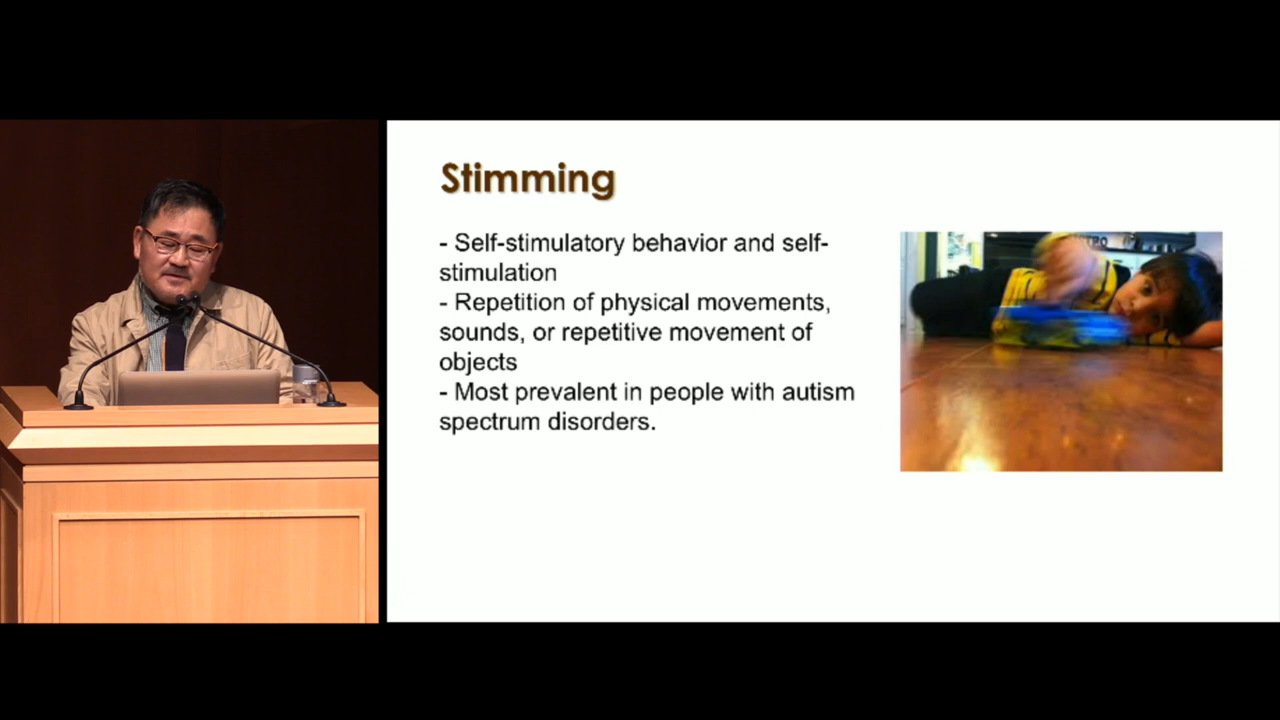 Stimming
- Self-stimulatory behavior and self-
stimulation
- Repetition of physical movements,
sounds, or repetitive movement of
objects
- Most prevalent in people with autism
spectrum disorders.